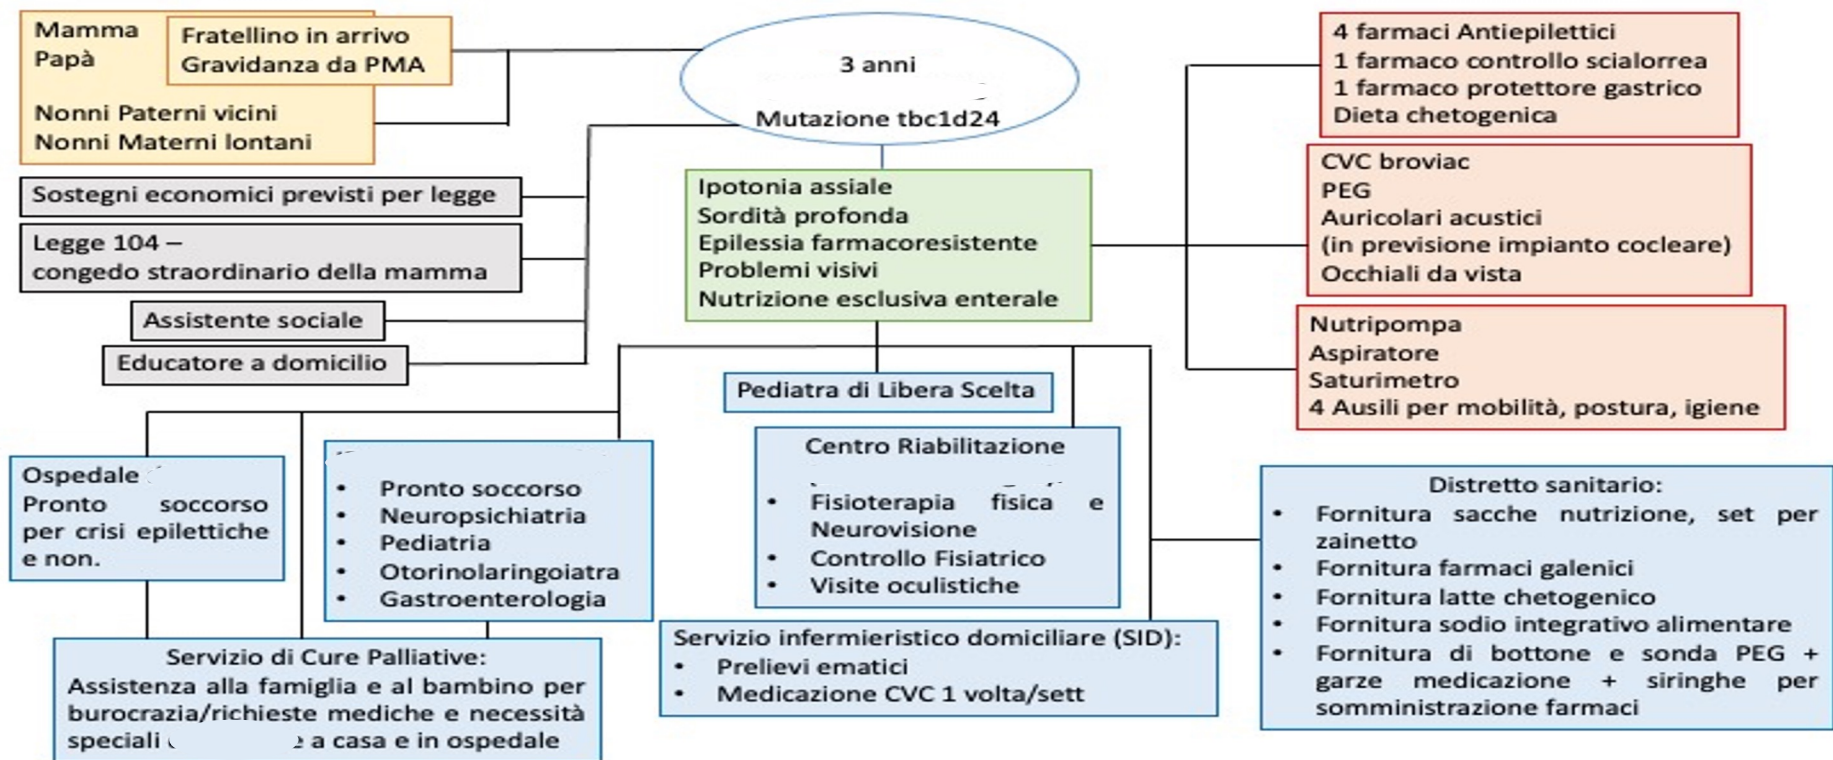 Mamma
Papà
Nonni Paterni vicini
Nonni Materni lontani
Fratellino in arrivo
Gravidanza da PMA
3 anni
Mutazione tbc1d24
4 farmaci Antiepilettici
1 farmaco controllo scialorrea
1 farmaco protettore gastrico
Dieta chetogenica
Sostegni economici previsti per legge
Legge 104 –
congedo straordinario della mamma
Assistente sociale
Educatore a domicilio
Ipotonia assiale
Sordità profonda
Epilessia farmacoresistente
Problemi visivi
Nutrizione esclusiva enterale
CVC broviac
PEG
Auricolari acustici
(in previsione impianto cocleare)
Occhiali da vista
Nutripompa
Aspiratore
Saturimetro
4 Ausili per mobilità, postura, igiene
Pediatra di Libera Scelta
Ospedale
Pronto soccorso
per crisi epilettiche
e non.
• Pronto soccorso
• Neuropsichiatria
• Pediatria
• Otorinolaringoiatra
• Gastroenterologia
Centro Riabilitazione
• Fisioterapia fisica e
Neurovisione
• Controllo Fisiatrico
• Visite oculistiche
Distretto sanitario:
• Fornitura sacche nutrizione, set per
zainetto
• Fornitura farmaci galenici
• Fornitura latte chetogenico
• Fornitura sodio integrativo alimentare
• Fornitura di bottone e sonda PEG +
garze medicazione + siringhe per
somministrazione farmaci
Servizio di Cure Palliative:
Assistenza alla famiglia e al bambino per
burocrazia/richieste mediche e necessità
speciali a casa e in ospedale
Servizio infermieristico domiciliare (SID):
• Prelievi ematici
• Medicazione CVC 1 volta/sett